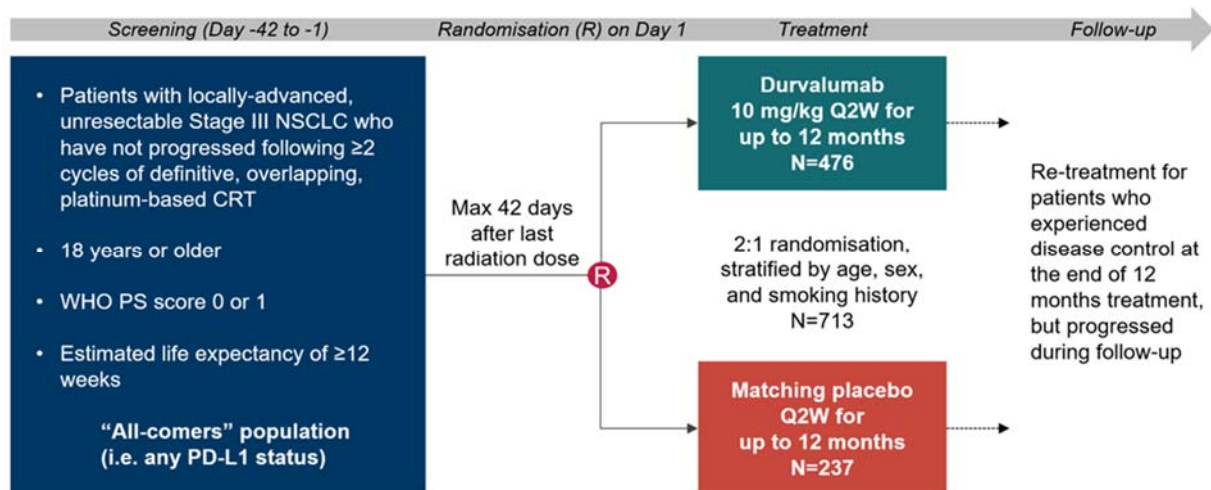 Screening (Day -42 to -1)
Randomisation (R) on Day 1
Treatment
Follow-up
• Patients with locally-advanced,
unresectable Stage III NSCLC who
have not progressed following ≥2
cycles of definitive, overlapping,
platinum-based CRT
• 18 years or older
• WHO PS score 0 or 1
• Estimated life expectancy of ≥12
weeks
“All-comers” population
(i.e. any PD-L1 status)
Max 42 days
after last
radiation dose
R
Durvalumab
10 mg/kg Q2W for
up to 12 months
N=476
2:1 randomisation,
stratified by age, sex,
and smoking history
N=713
Matching placebo
Q2W for
up to 12 months
N=237
Re-treatment for
patients who
experienced
disease control at
the end of 12
months treatment,
but progressed
during follow-up